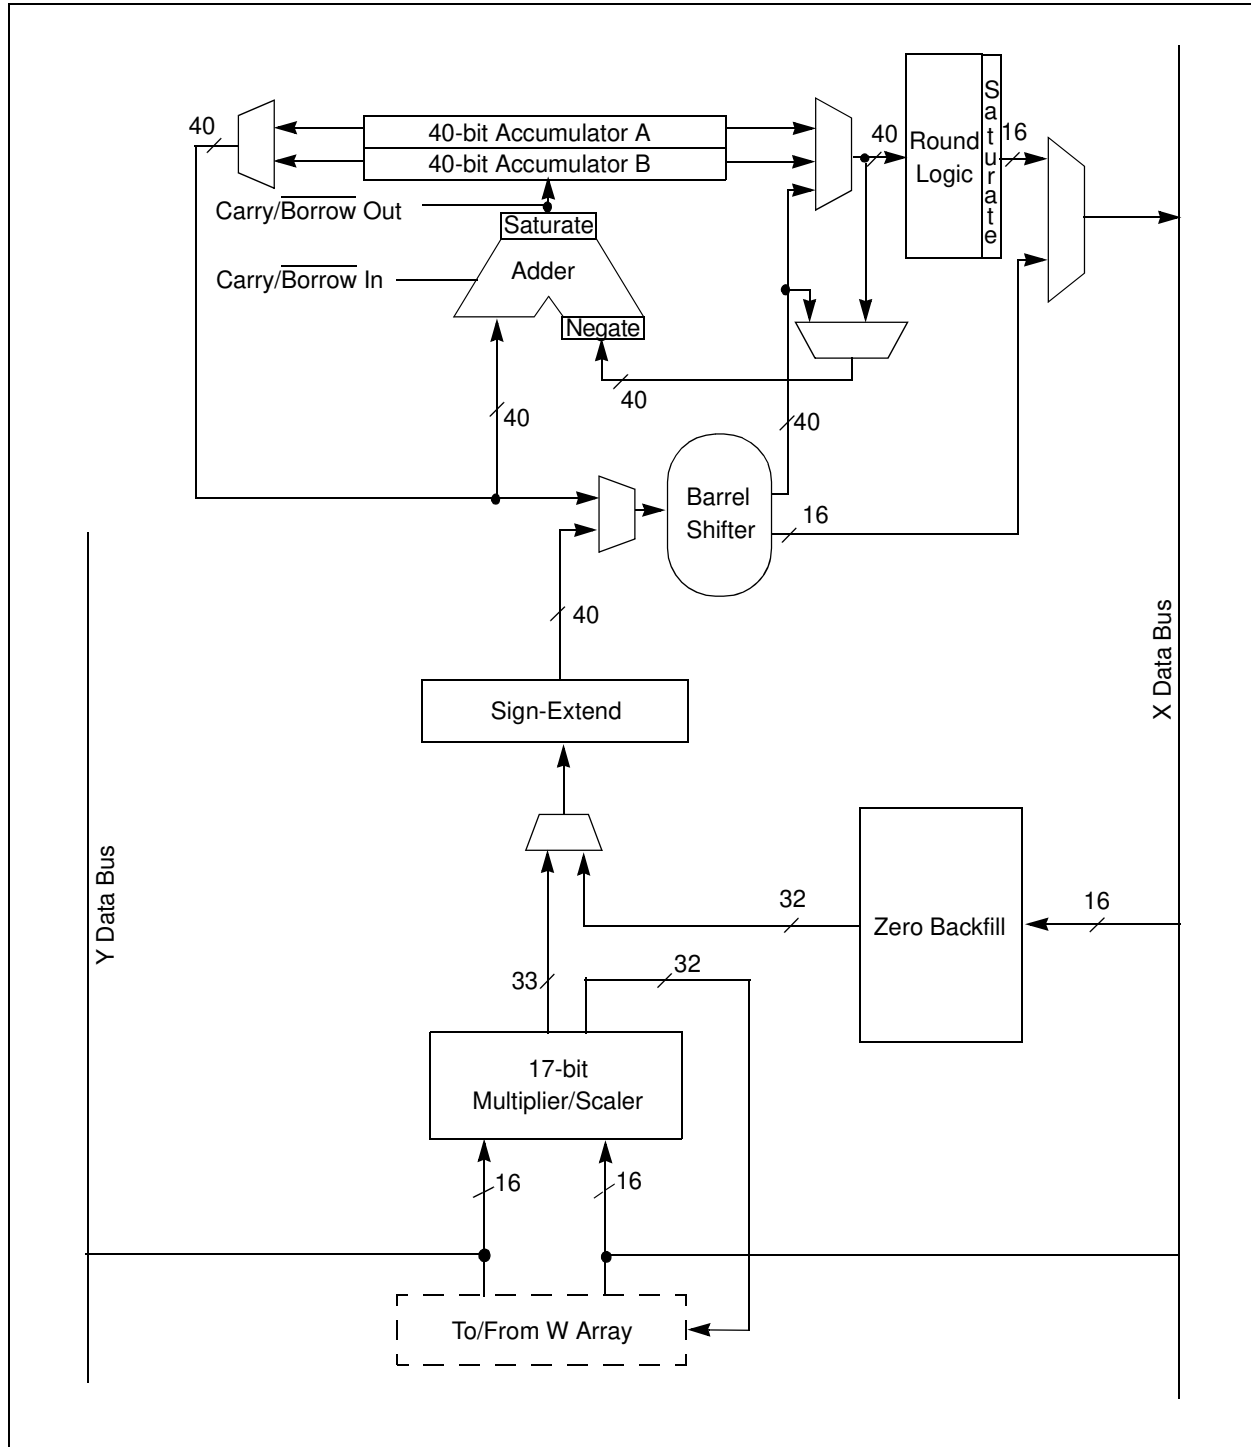 40
40-bit Accumulator A
40-bit Accumulator B
Carry/Borrow Out
Saturate
Carry/Borrow In
Adder
Negate
40
Round
Logic
Saturate
16
40
40
40
Barrel
Shifter
16
40
Sign-Extend
X Data Bus
Y Data Bus
32
Zero Backfill
16
33
32
17-bit
Multiplier/Scaler
16
16
To/From W Array